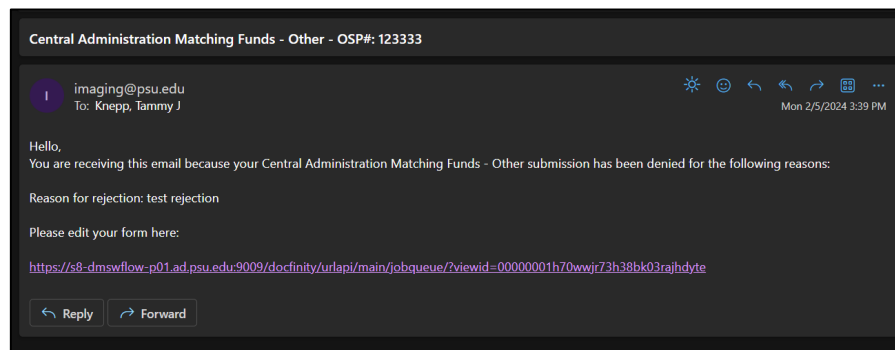 Central Administration Matching Funds - Other - OSP#: 123333
I
imaging@psu.edu
To: Knepp, Tammy J
Mon 2/5/2024 3:39 PM
Hello,
You are receiving this email because your Central Administration Matching Funds - Other submission has been denied for the following reasons:
Reason for rejection: test rejection
Please edit your form here:
https://s8-dmswflow-p01.ad.psu.edu:9009/docfinity/urlapi/main/jobqueue/?viewid=00000001h70wwjr73h38bk03rajhdyte
Reply
Forward